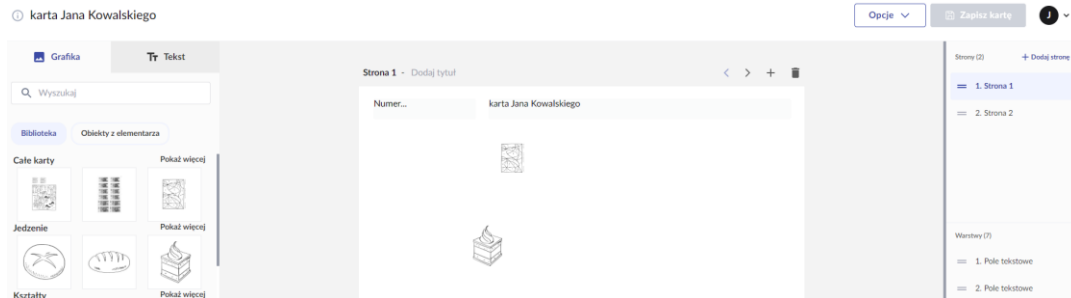 karta Jana Kowalskiego
Opcje
Zapisz kartę
J
Grafika
Tekst
Strona 1 - Dodaj tytuł
Strony (2)
+ Dodaj stronę
Wyszukaj
1. Strona 1
Numer...
karta Jana Kowalskiego
2. Strona 2
Biblioteka
Obiekty z elementarza
Całe karty
Pokaż więcej
Jedzenie
Pokaż więcej
Warstwy (7)
1. Pole tekstowe
2. Pole tekstowe
Kształty
Pokaż więcej